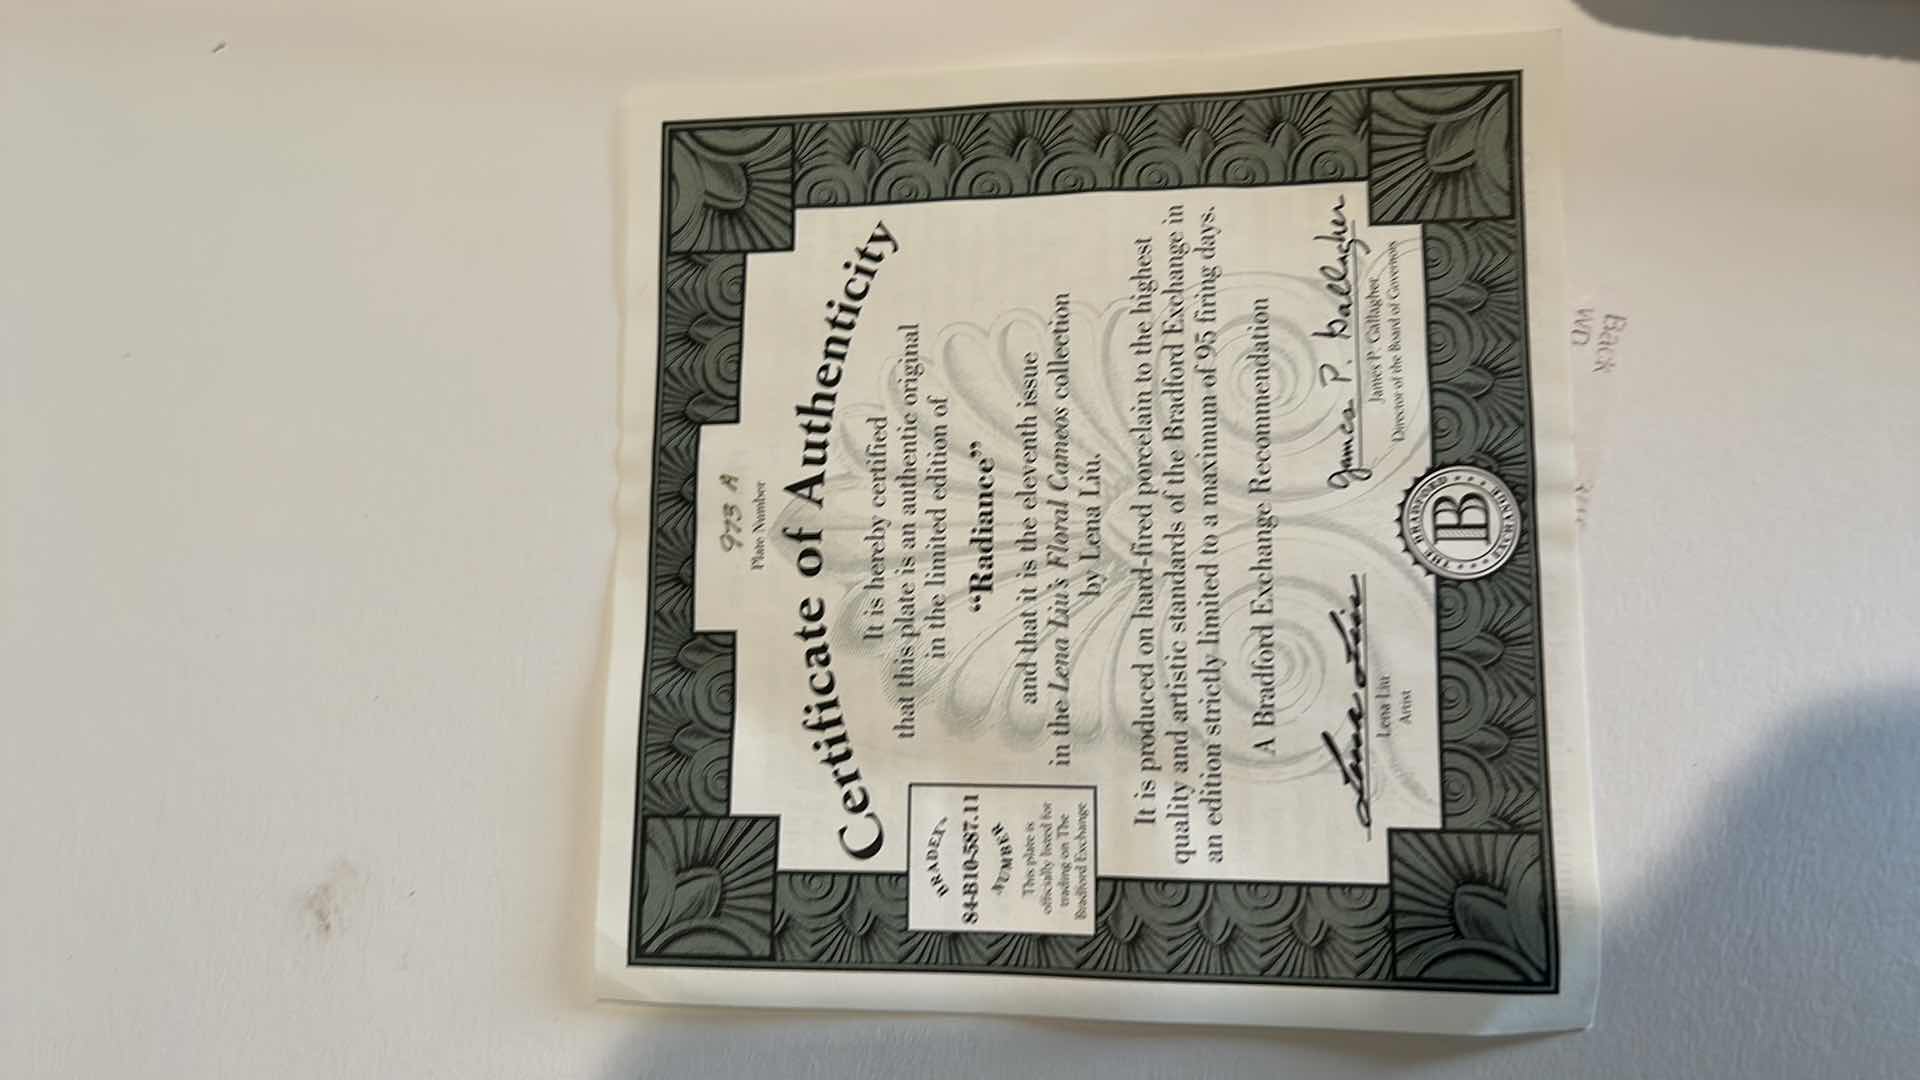 973 A
Plate Number
Certificate of Authenticity
It is hereby certified
that this plate is an authentic original
in the limited edition of
“Radiance”
and that it is the eleventh issue
in the Lena Liu's Floral Cameos collection
by Lena Liu.
BRADEX
84-B10-587.11
NUMBER
This plate is
officially listed for
trading on The
Bradford Exchange
It is produced on hard-fired porcelain to the highest
quality and artistic standards of the Bradford Exchange in
an edition strictly limited to a maximum of 95 firing days.
A Bradford Exchange Recommendation
Lena Liu
Lena Liu
Artist
THE BRADFORD EXCHANGE
B
James P. Gallagher
James P. Gallagher
Director of the Board of Governors
Back